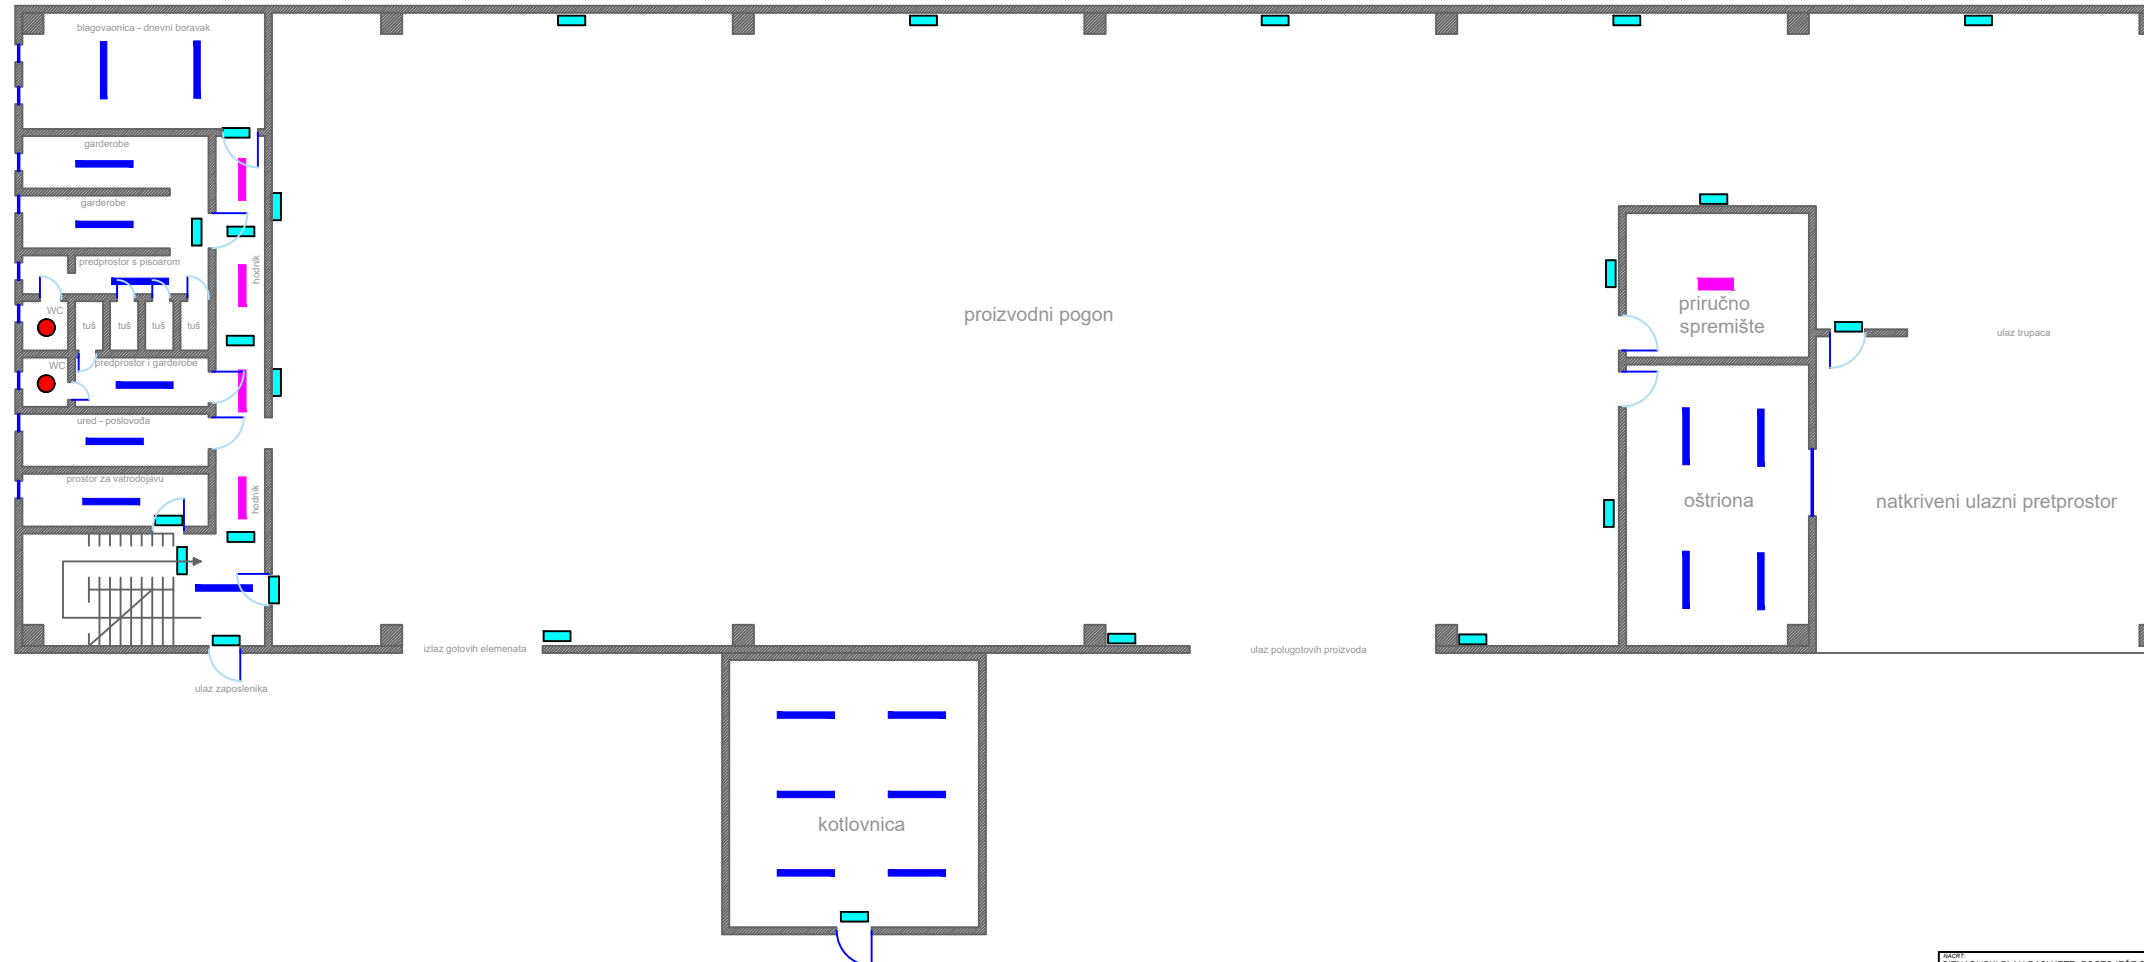 blagovaonica - dnevni boravak
garderobe
garderobe
predprostor s pisoarom
hodnik
WC
tuš
tuš
tuš
tuš
WC
predprostor i garderobe
ured - poslovođa
prostor za vatrodojavu
hodnik
ulaz zaposlenika
izlaz gotovih elemenata
proizvodni pogon
ulaz polugotovih proizvoda
priručno
spremište
oštriona
ulaz trupaca
natkriveni ulazni pretprostor
kotlovnica
NACRT: